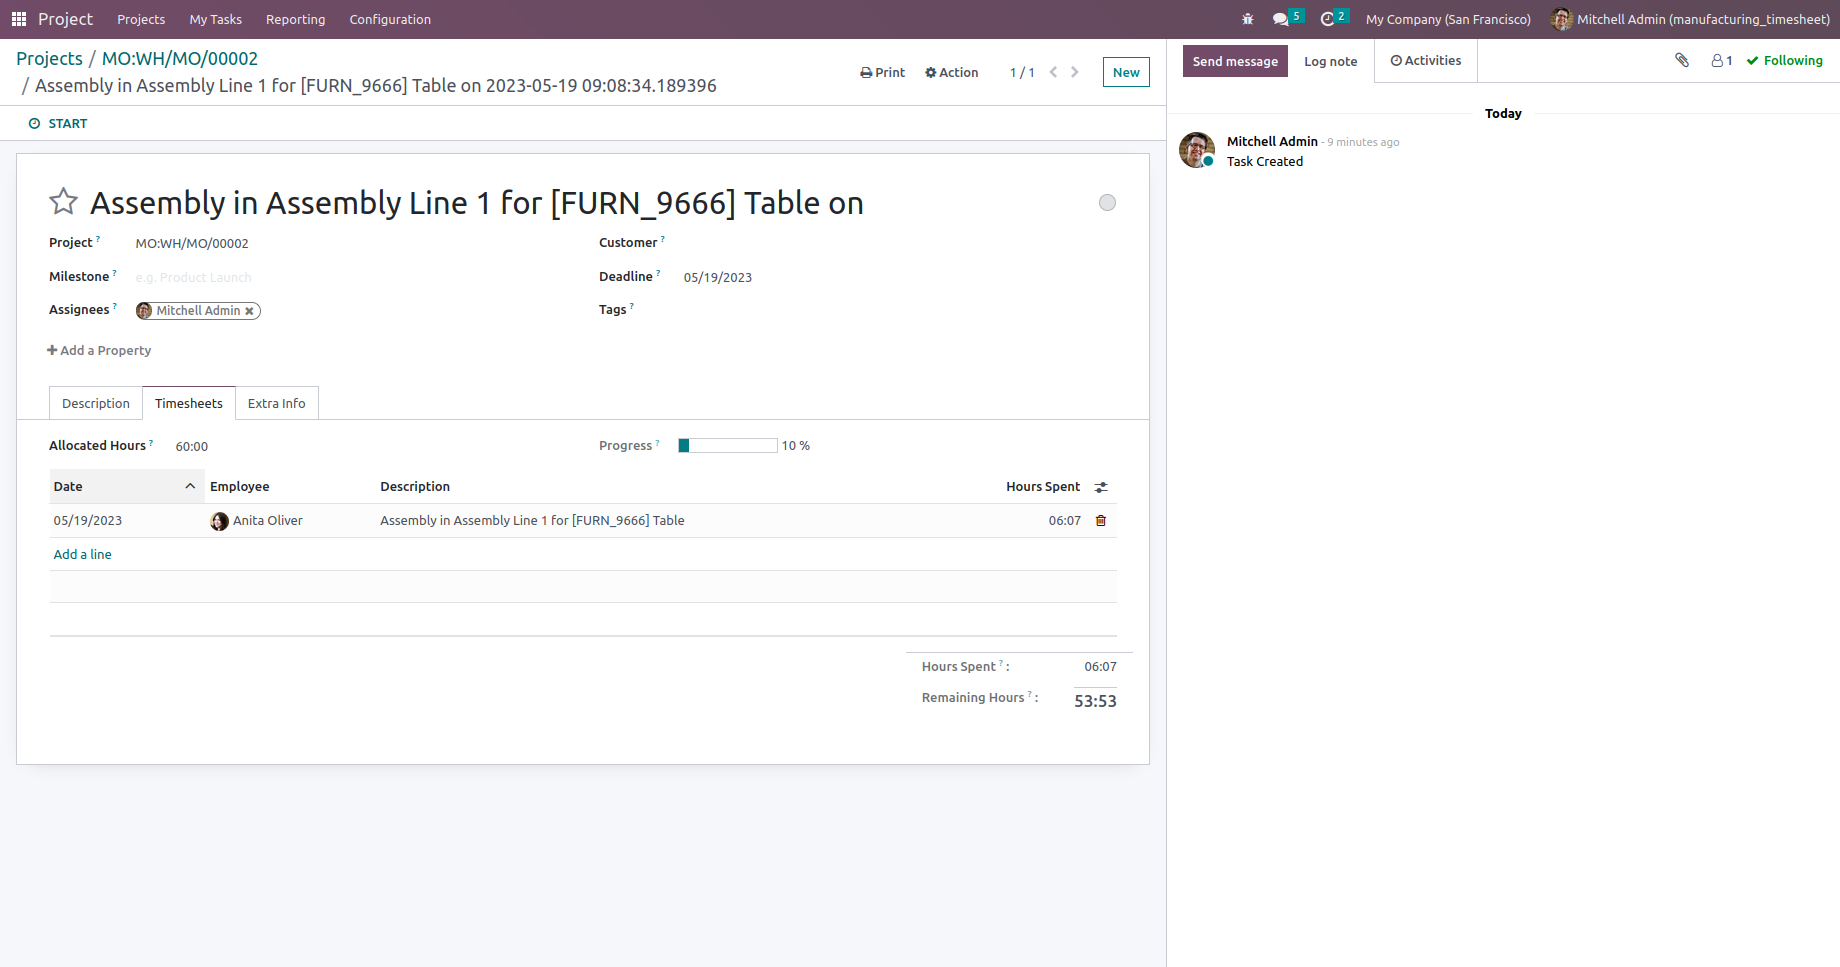 Project Projects My Tasks Reporting Configuration 5 2 My Company (San Francisco) Mitchell Admin (manufacturing_timesheet)
Projects / MO:WH/MO/00002
/ Assembly in Assembly Line 1 for [FURN_9666] Table on 2023-05-19 09:08:34.189396
Print Action 1 / 1 New
START
Assembly in Assembly Line 1 for [FURN_9666] Table on
Project ? MO:WH/MO/00002
Customer ?
Milestone ? e.g. Product Launch
Deadline ? 05/19/2023
Assignees ? Mitchell Admin
Tags ?
Add a Property
Description Timesheets Extra Info
Allocated Hours ? 60:00
Progress ? 10 %
Date Employee Description Hours Spent
05/19/2023 Anita Oliver Assembly in Assembly Line 1 for [FURN_9666] Table 06:07
Add a line
Hours Spent ? : 06:07
Remaining Hours ? : 53:53
Send message Log note Activities 1 Following
Today
Mitchell Admin - 9 minutes ago
Task Created